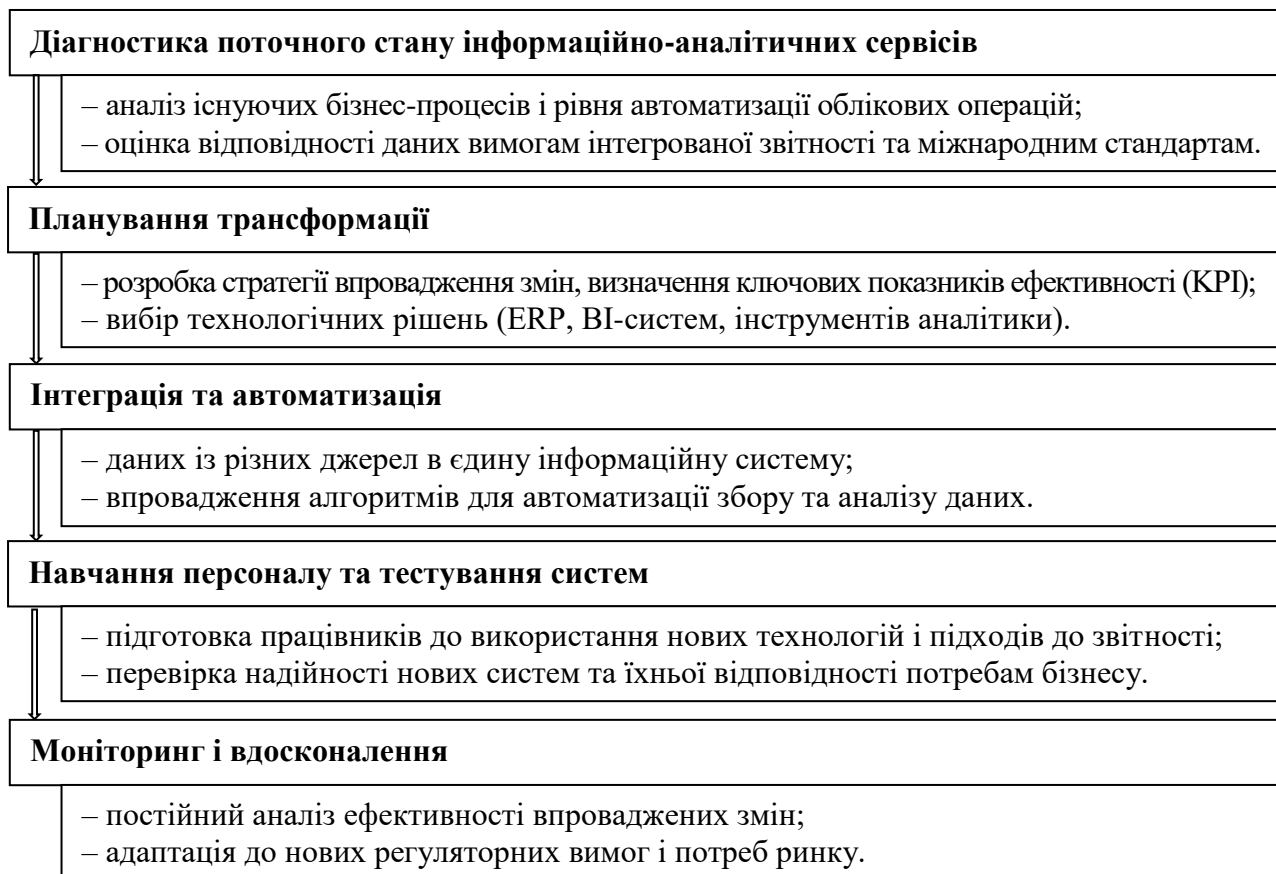 Діагностика поточного стану інформаційно-аналітичних сервісів
– аналіз існуючих бізнес-процесів і рівня автоматизації облікових операцій;
– оцінка відповідності даних вимогам інтегрованої звітності та міжнародним стандартам.
Планування трансформації
– розробка стратегії впровадження змін, визначення ключових показників ефективності (KPI);
– вибір технологічних рішень (ERP, BI-систем, інструментів аналітики).
Інтеграція та автоматизація
– даних із різних джерел в єдину інформаційну систему;
– впровадження алгоритмів для автоматизації збору та аналізу даних.
Навчання персоналу та тестування систем
– підготовка працівників до використання нових технологій і підходів до звітності;
– перевірка надійності нових систем та їхньої відповідності потребам бізнесу.
Моніторинг і вдосконалення
– постійний аналіз ефективності впроваджених змін;
– адаптація до нових регуляторних вимог і потреб ринку.